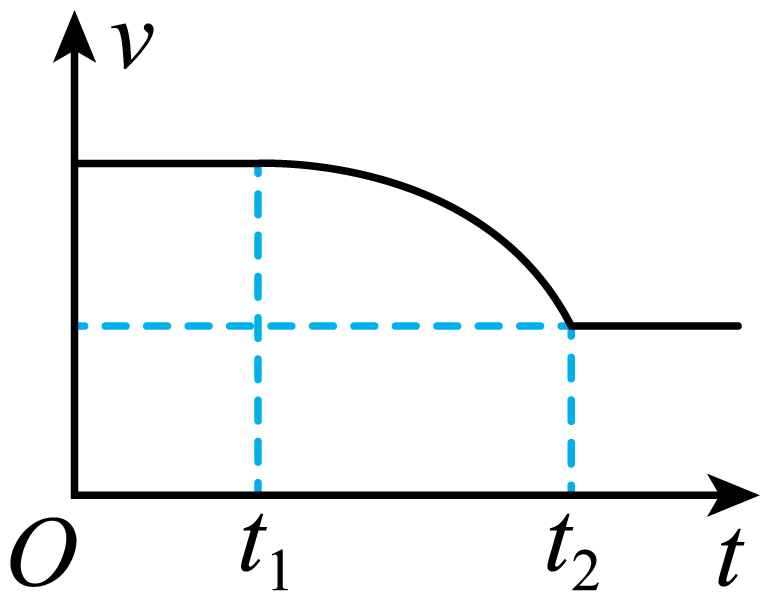 v
O t₁ t₂ t